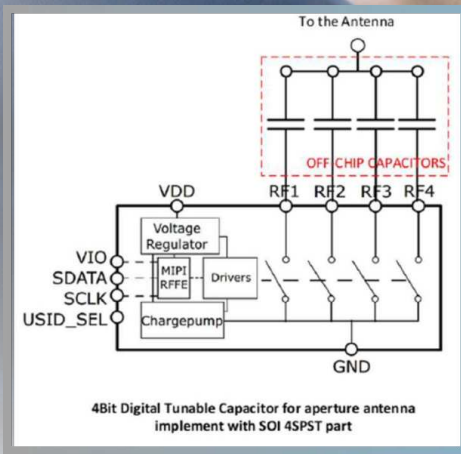 To the Antenna
OFF CHIP CAPACITORS
VDD
RF1 RF2 RF3 RF4
Voltage
Regulator
VIO
SDATA
SCLK
USID_SEL
MIPI
RFFE
Drivers
Chargepump
GND
4Bit Digital Tunable Capacitor for aperture antenna
implement with SOI 4SPST part